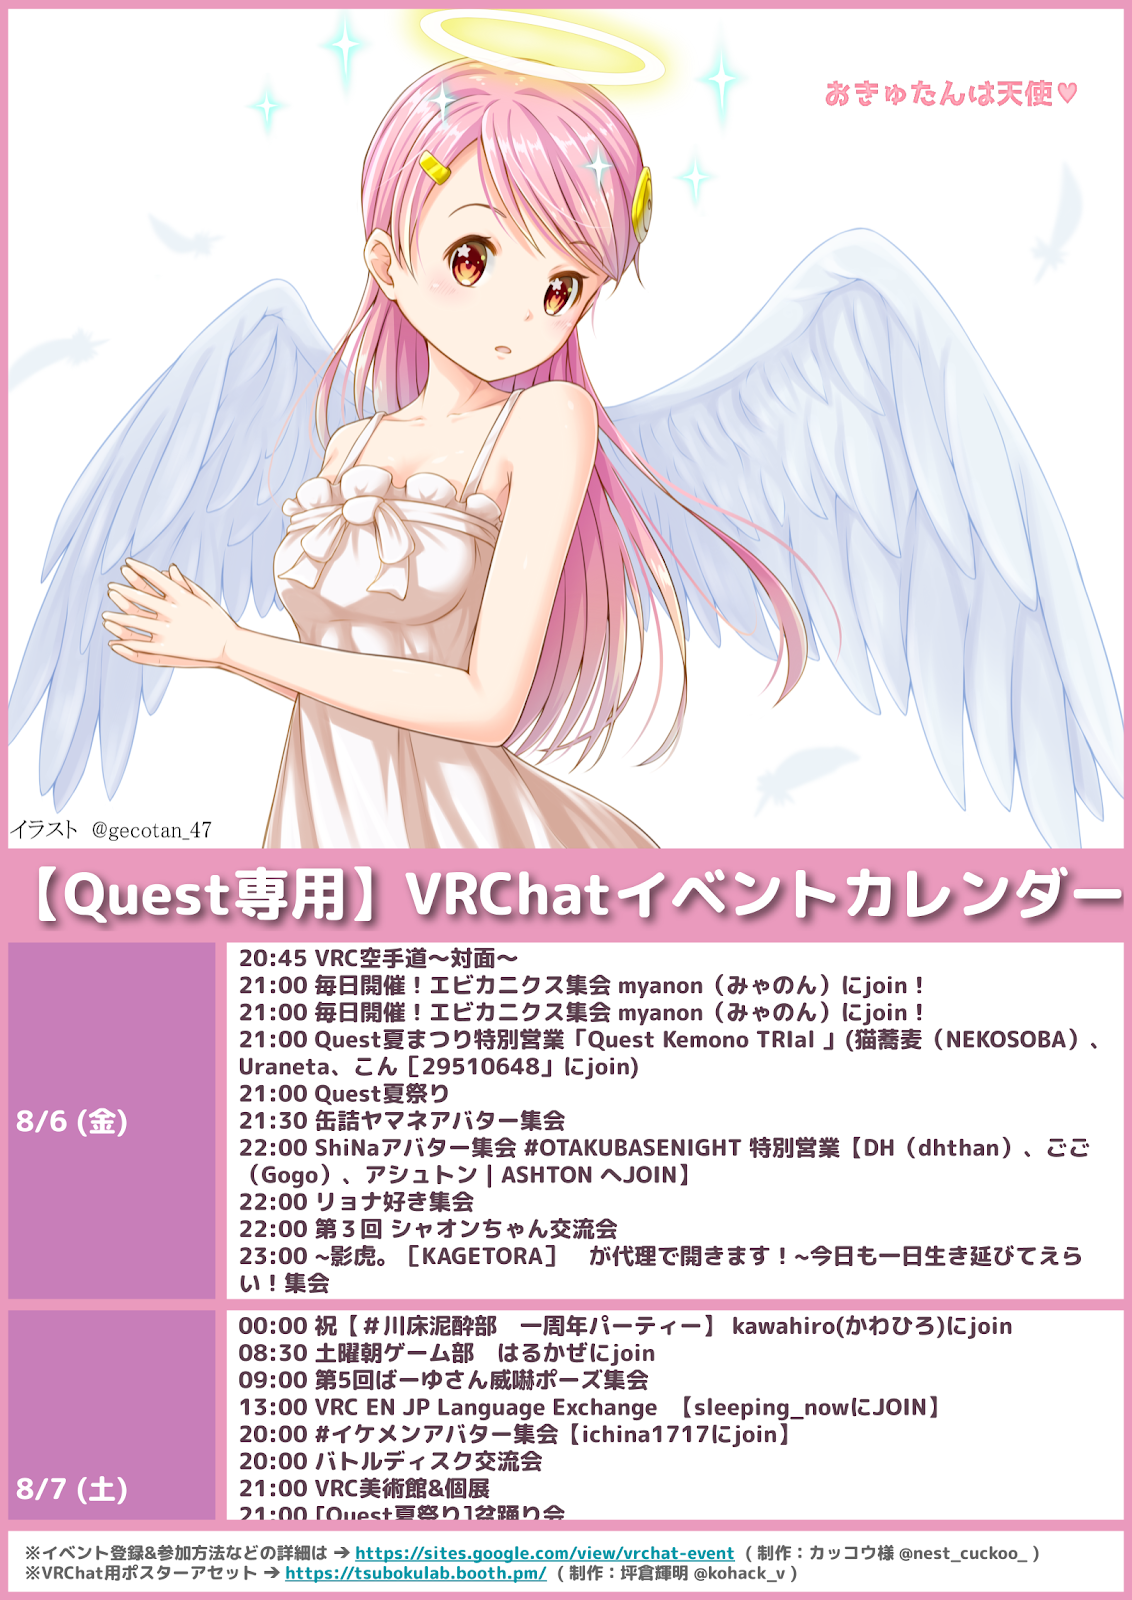 おきゅたんは天使♥
イラスト @gecotan_47
【Quest専用】VRChatイベントカレンダー
8/6 (金)
20:45 VRC空手道～対面～
21:00 毎日開催！エビカニクス集会 myanon（みゃのん）にjoin！
21:00 毎日開催！エビカニクス集会 myanon（みゃのん）にjoin！
21:00 Quest夏まつり特別営業「Quest Kemono TRIal 」(猫蕎麦（NEKOSOBA）、
Uraneta、こん［29510648」にjoin)
21:00 Quest夏祭り
21:30 缶詰ヤマネアバター集会
22:00 ShiNaアバター集会 #OTAKUBASENIGHT 特別営業【DH（dhthan）、ごご
（Gogo）、アシュトン | ASHTON へJOIN】
22:00 リョナ好き集会
22:00 第３回 シャオンちゃん交流会
23:00 ~影虎。［KAGETORA］　が代理で開きます！~今日も一日生き延びてえら
い！集会
8/7 (土)
00:00 祝【＃川床泥酔部　一周年パーティー】 kawahiro(かわひろ)にjoin
08:30 土曜朝ゲーム部　はるかぜにjoin
09:00 第5回ばーゆさん威嚇ポーズ集会
13:00 VRC EN JP Language Exchange 【sleeping_nowにJOIN】
20:00 #イケメンアバター集会【ichina1717にjoin】
20:00 バトルディスク交流会
21:00 VRC美術館&個展
21:00 [Quest夏祭り]盆踊り会
※イベント登録&参加方法などの詳細は ➔ https://sites.google.com/view/vrchat-event ( 制作：カッコウ様 @nest_cuckoo_ )
※VRChat用ポスターアセット ➔ https://tsubokulab.booth.pm/ ( 制作：坪倉輝明 @kohack_v )